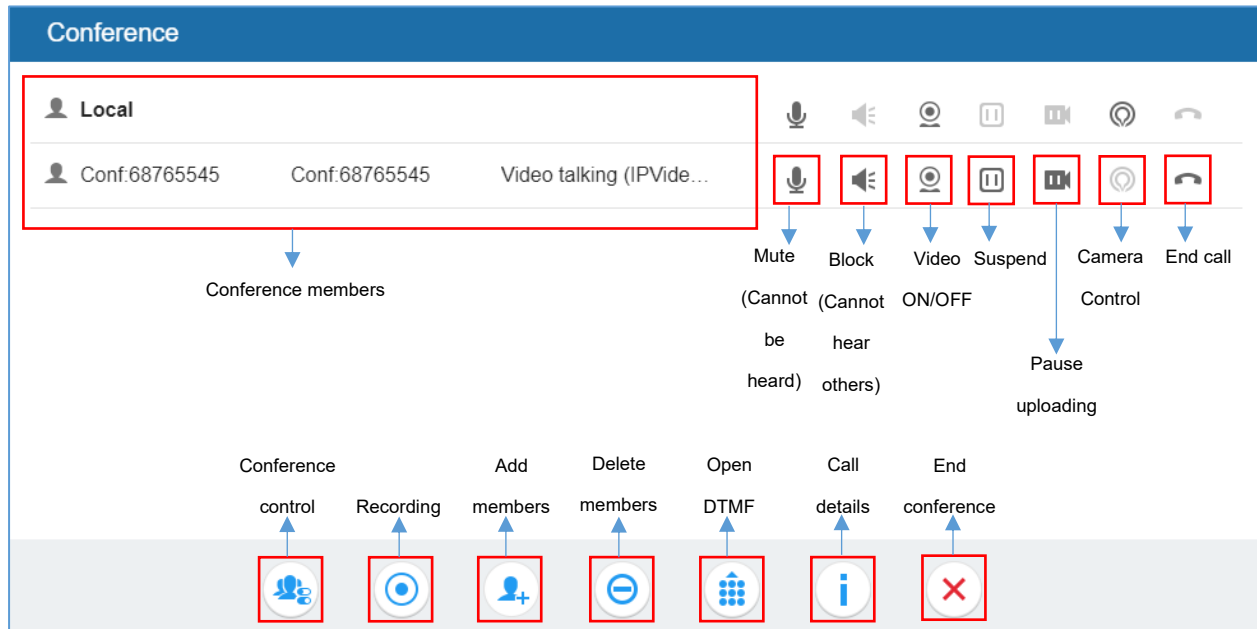 Conference
Local
Conf:68765545 Conf:68765545 Video talking (IPVide...
Conference members
Mute
(Cannot
be
heard)
Block
(Cannot
hear
others)
Video
ON/OFF
Suspend
Pause
uploading
Camera
Control
End call
Conference
control
Recording
Add
members
Delete
members
Open
DTMF
Call
details
End
conference